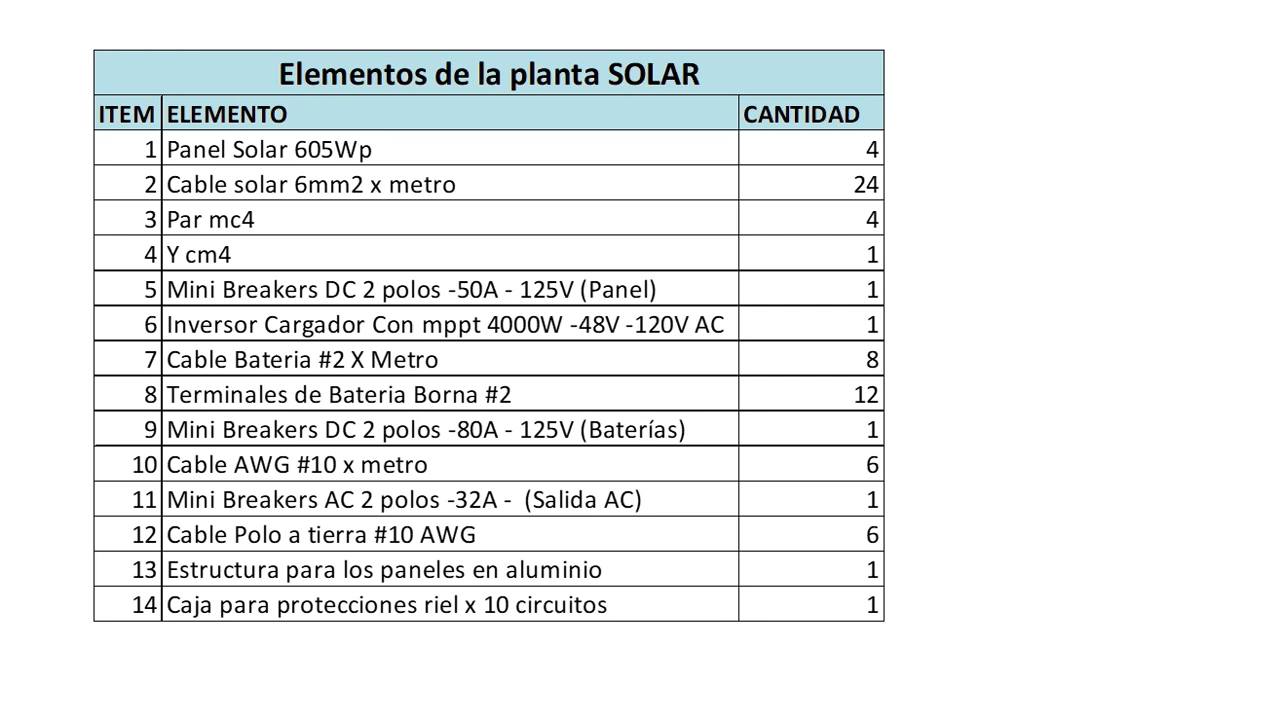 Elementos de la planta SOLAR
ITEM ELEMENTO CANTIDAD
1 Panel Solar 605Wp 4
2 Cable solar 6mm2 x metro 24
3 Par mc4 4
4 Y cm4 1
5 Mini Breakers DC 2 polos -50A - 125V (Panel) 1
6 Inversor Cargador Con mppt 4000W -48V -120V AC 1
7 Cable Bateria #2 X Metro 8
8 Terminales de Bateria Borna #2 12
9 Mini Breakers DC 2 polos -80A - 125V (Baterías) 1
10 Cable AWG #10 x metro 6
11 Mini Breakers AC 2 polos -32A - (Salida AC) 1
12 Cable Polo a tierra #10 AWG 6
13 Estructura para los paneles en aluminio 1
14 Caja para protecciones riel x 10 circuitos 1